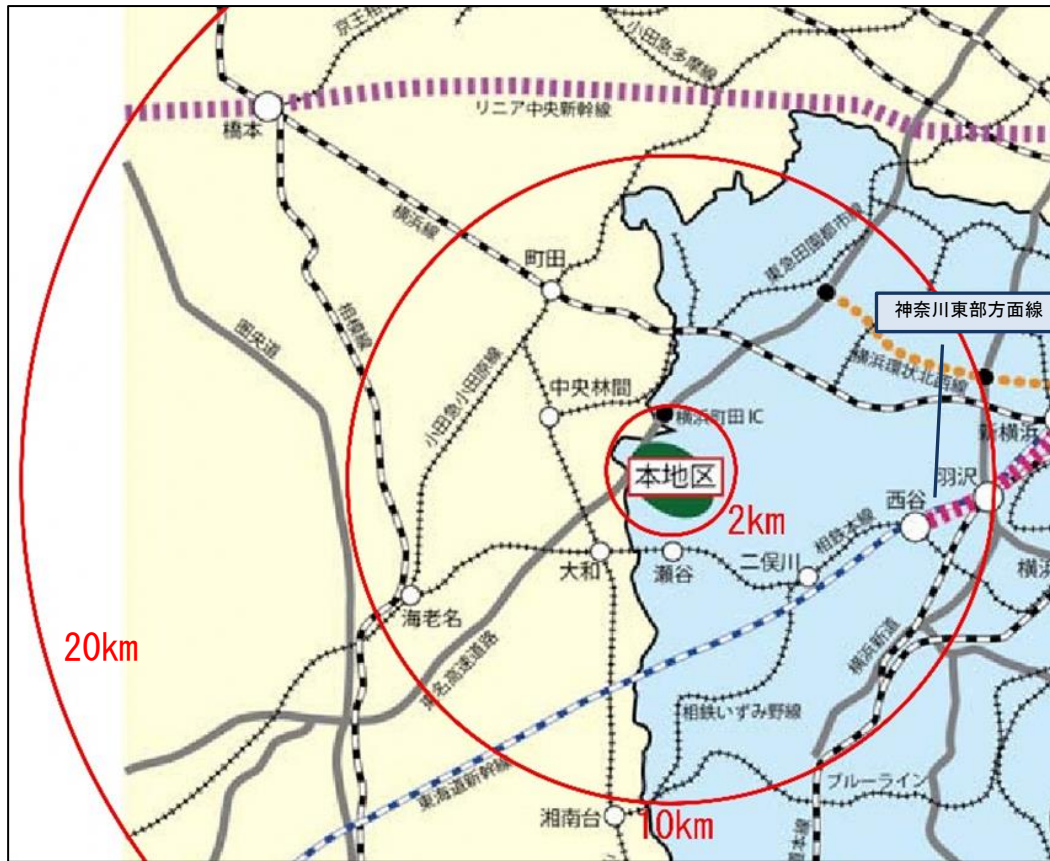 京王相
小田急多摩線
リニア中央新幹線
橋本
横浜線
町田
東急田園都市線
神奈川東部方面線
圏央道
相模線
小田急小田原線
中央林間
横浜環状北西線
横浜町田IC
新横浜
本地区
羽沢
西谷
2km
相鉄本線
大和
瀬谷
二俣川
横浜
海老名
20km
東名高速道路
横浜新道
相鉄いずみ野線
東海道新幹線
ブルーライン
湘南台
10km
道本線